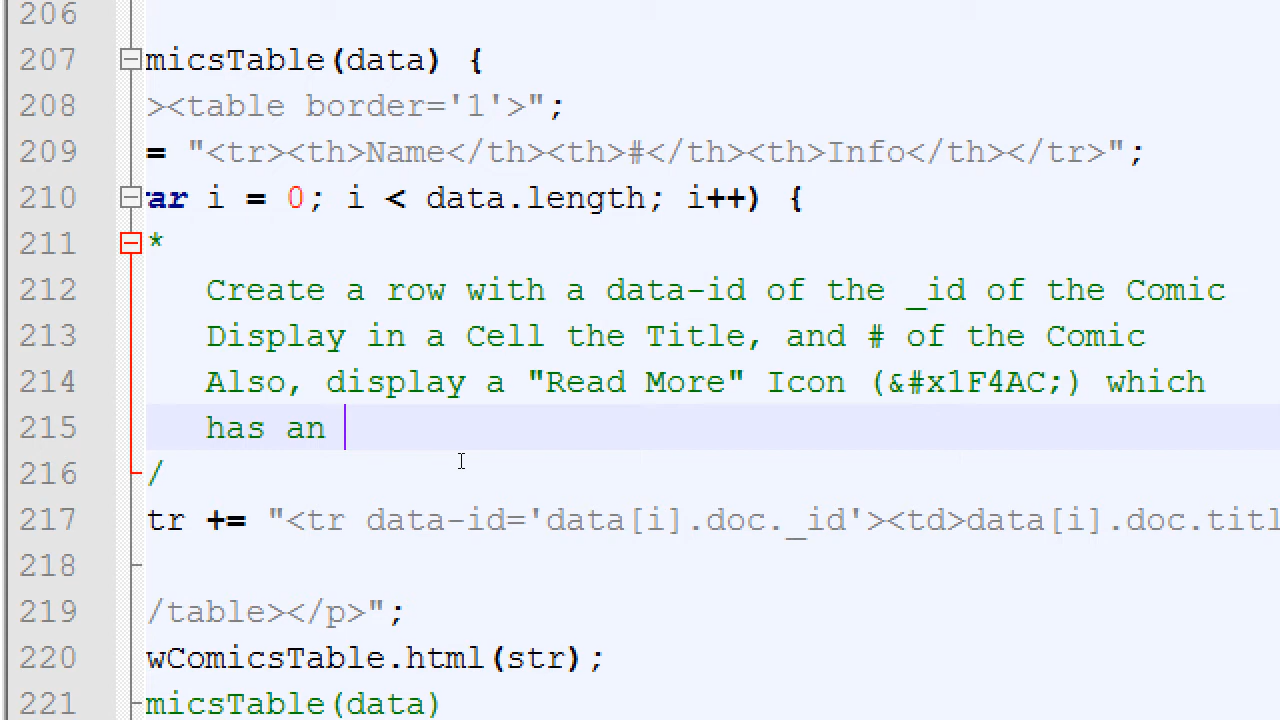 206
207 micsTable(data) {
208 ><table border='1'>";
209 = "<tr><th>Name</th><th>#</th><th>Info</th></tr>";
210 ar i = 0; i < data.length; i++) {
211 *
212 Create a row with a data-id of the _id of the Comic
213 Display in a Cell the Title, and # of the Comic
214 Also, display a "Read More" Icon (&#x1F4AC;) which
215 has an
216 /
217 tr += "<tr data-id='data[i].doc._id'><td>data[i].doc.titl
218
219 /table></p>";
220 wComicsTable.html(str);
221 micsTable(data)